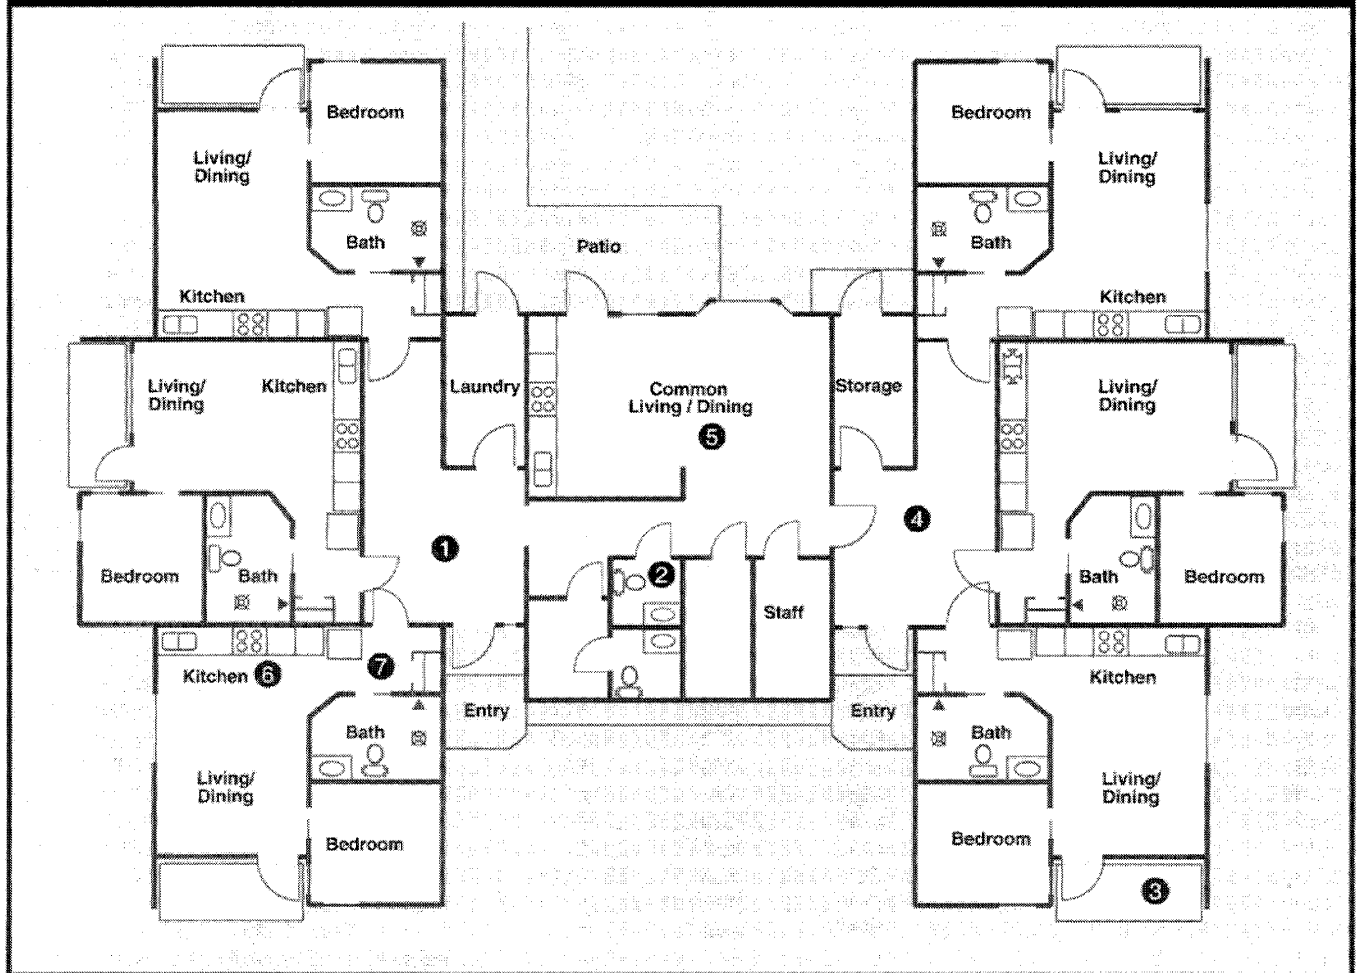 Bedroom
Bedroom
Living/
Dining
Living/
Dining
Bath
Patio
Bath
Kitchen
Kitchen
Living/
Dining
Kitchen
Laundry
Common
Living / Dining
Storage
Living/
Dining
5
4
1
Bedroom
Bath
2
Bath
Bedroom
Staff
Kitchen 6
7
Kitchen
Entry
Entry
Bath
Bath
Living/
Dining
Living/
Dining
Bedroom
Bedroom
3